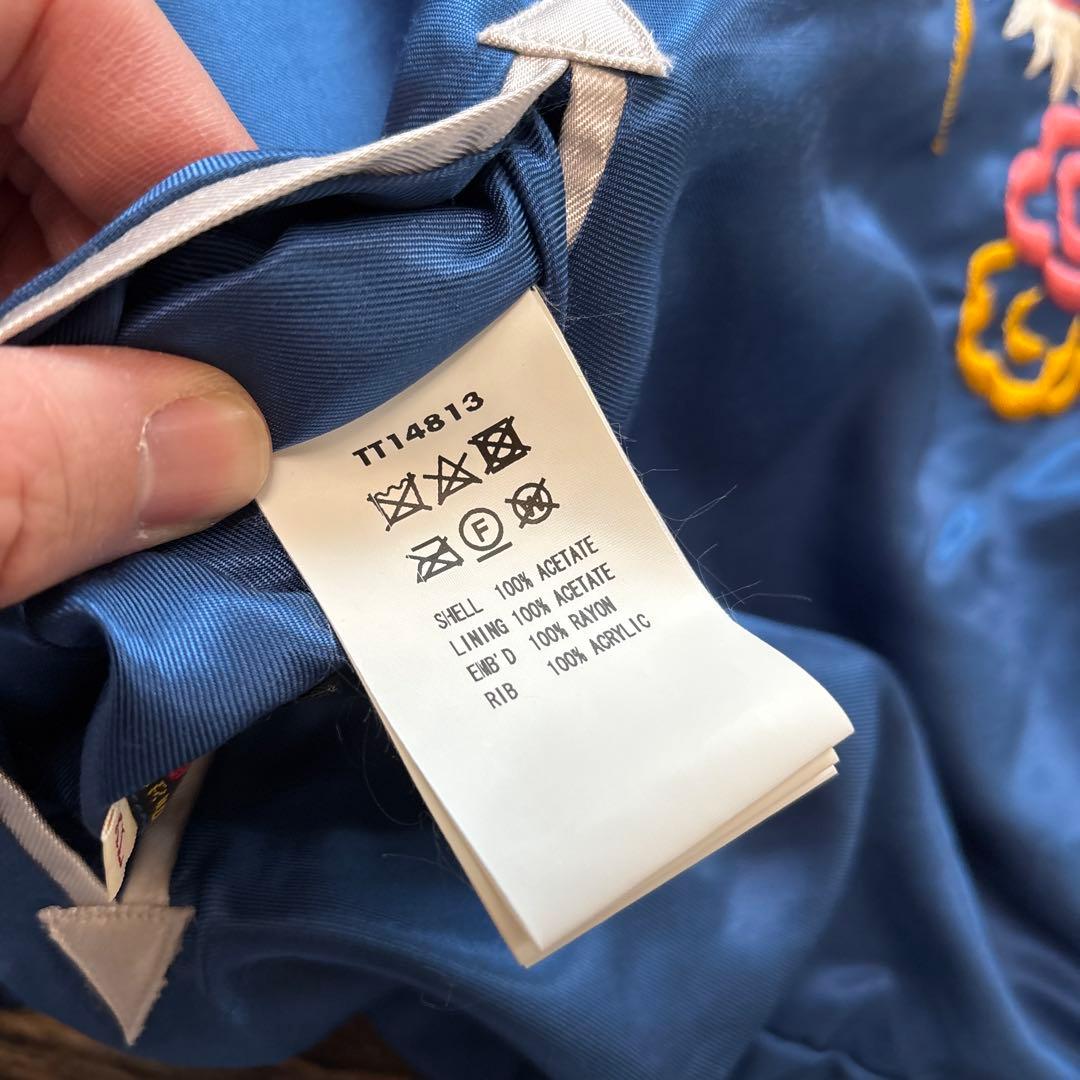 TT14813
F
W
SHELL 100% ACETATE
LINING 100% ACETATE
EMB'D 100% RAYON
RIB 100% ACRYLIC